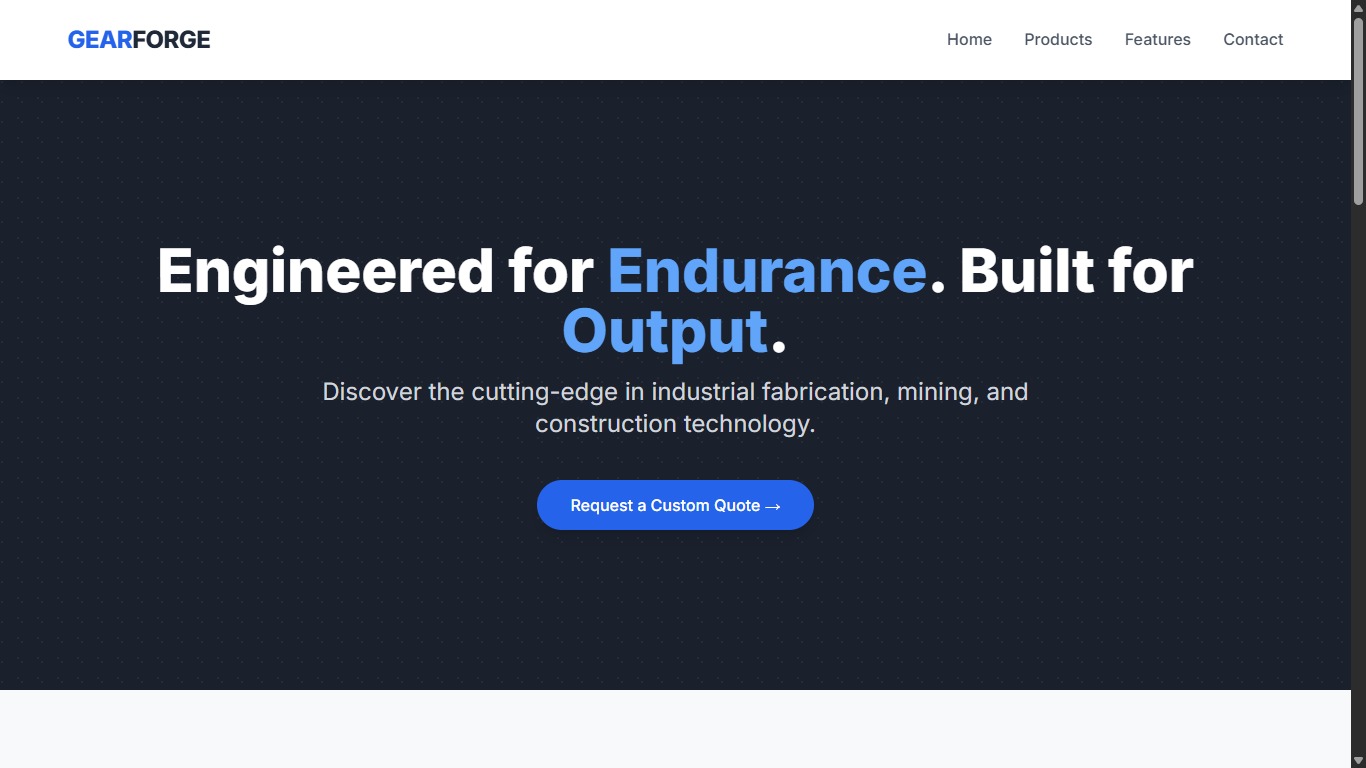 GEARFORGE
Home Products Features Contact
Engineered for Endurance. Built for
Output.
Discover the cutting-edge in industrial fabrication, mining, and
construction technology.
Request a Custom Quote →